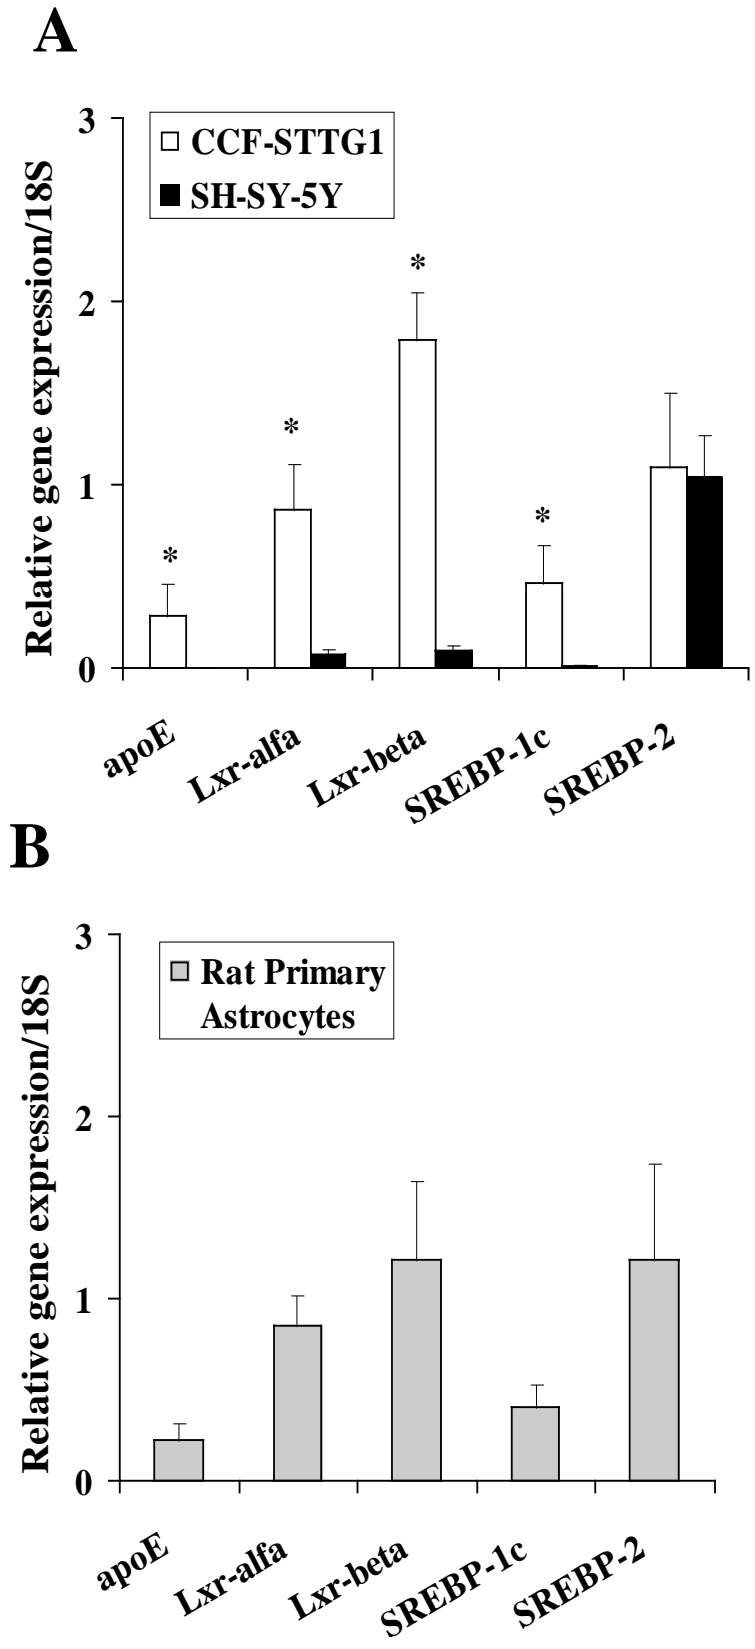 A
3
2
1
0
Relative gene expression/18S
CCF-STTG1
SH-SY-5Y
*
*
*
*
apoE
Lxr-alfa
Lxr-beta
SREBP-1c
SREBP-2
B
3
2
1
0
Relative gene expression/18S
Rat Primary
Astrocytes
apoE
Lxr-alfa
Lxr-beta
SREBP-1c
SREBP-2